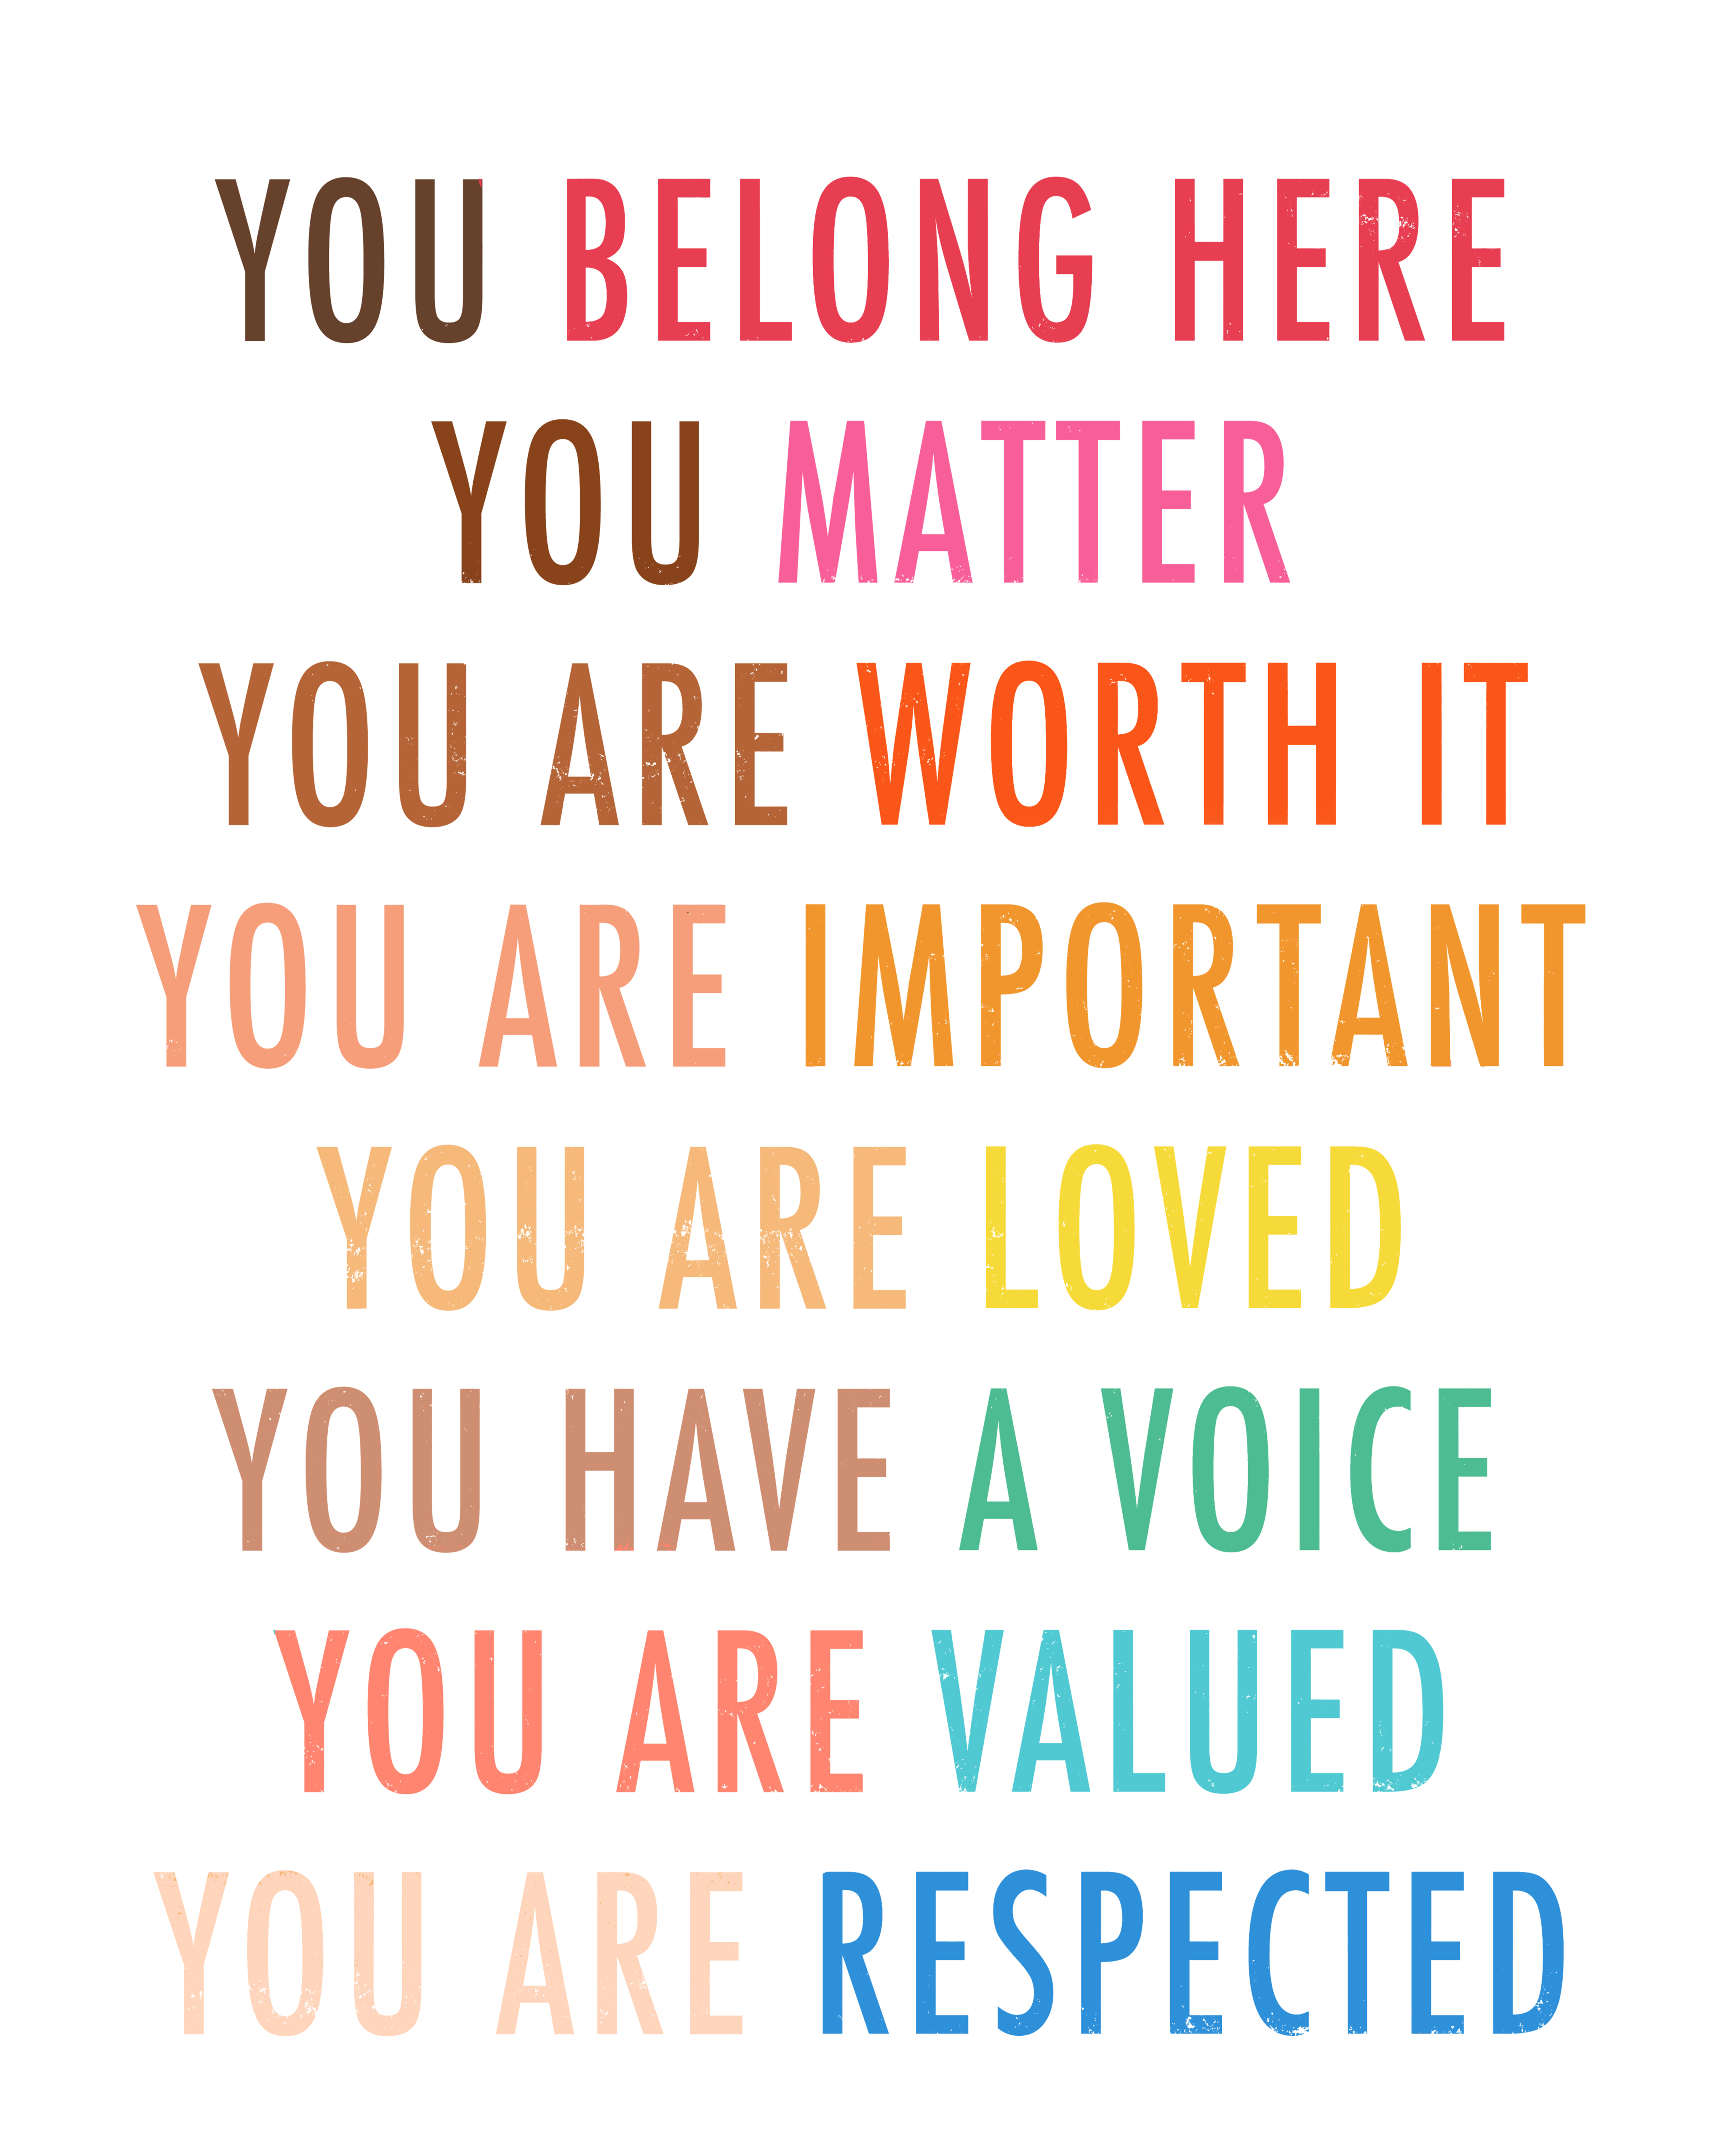 YOU BELONG HERE
YOU MATTER
YOU ARE WORTH IT
YOU ARE IMPORTANT
YOU ARE LOVED
YOU HAVE A VOICE
YOU ARE VALUED
YOU ARE RESPECTED